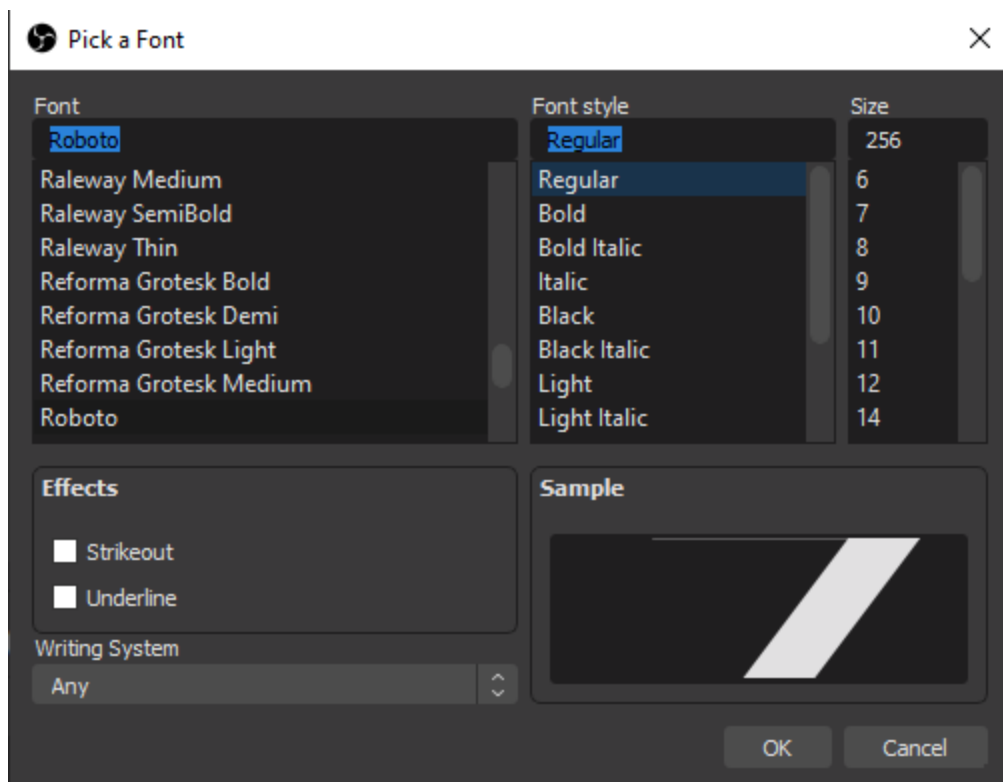 Pick a Font
Font
Font style
Size
Roboto
Regular
256
Raleway Medium
Raleway SemiBold
Raleway Thin
Reforma Grotesk Bold
Reforma Grotesk Demi
Reforma Grotesk Light
Reforma Grotesk Medium
Roboto
Regular
Bold
Bold Italic
Italic
Black
Black Italic
Light
Light Italic
6
7
8
9
10
11
12
14
Effects
Strikeout
Underline
Sample
Writing System
Any
OK
Cancel